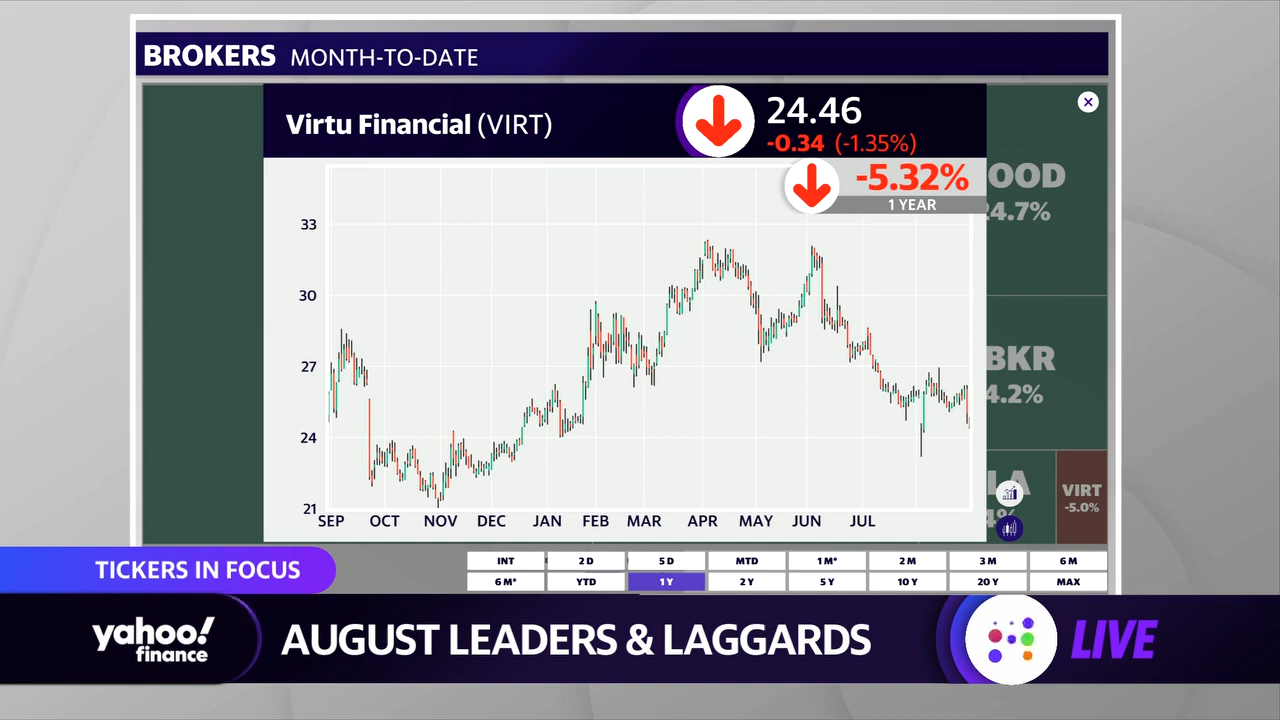 BROKERS MONTH-TO-DATE
Virtu Financial (VIRT)
24.46
-0.34 (-1.35%)
-5.32%
1 YEAR
OOD
24.7%
BKR
4.2%
LA
4%
VIRT
-5.0%
33
30
27
24
21
SEP OCT NOV DEC JAN FEB MAR APR MAY JUN JUL
INT 2 D 5 D MTD 1 M* 2 M 3 M 6 M
6 M* YTD 1 Y 2 Y 5 Y 10 Y 20 Y MAX
TICKERS IN FOCUS
yahoo!
finance
AUGUST LEADERS & LAGGARDS
LIVE